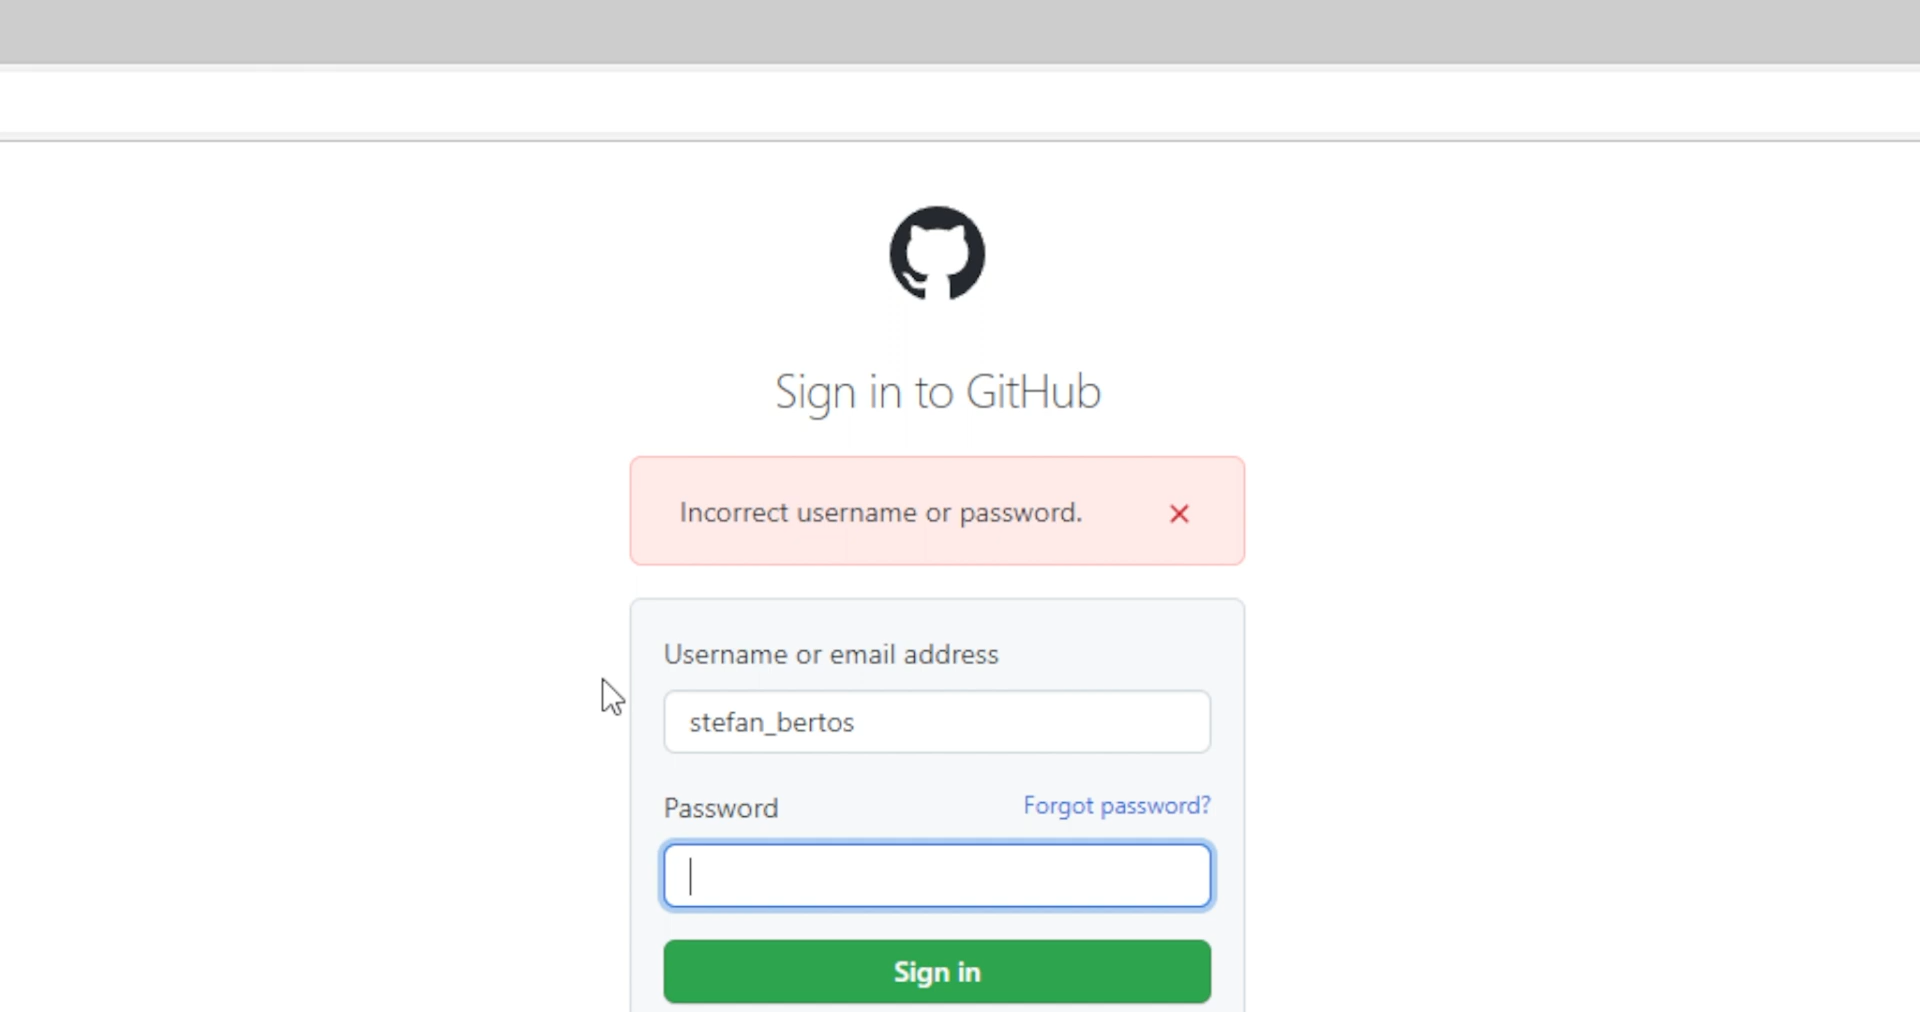 Sign in to GitHub
Incorrect username or password.
Username or email address
stefan_bertos
Password
Forgot password?
Sign in